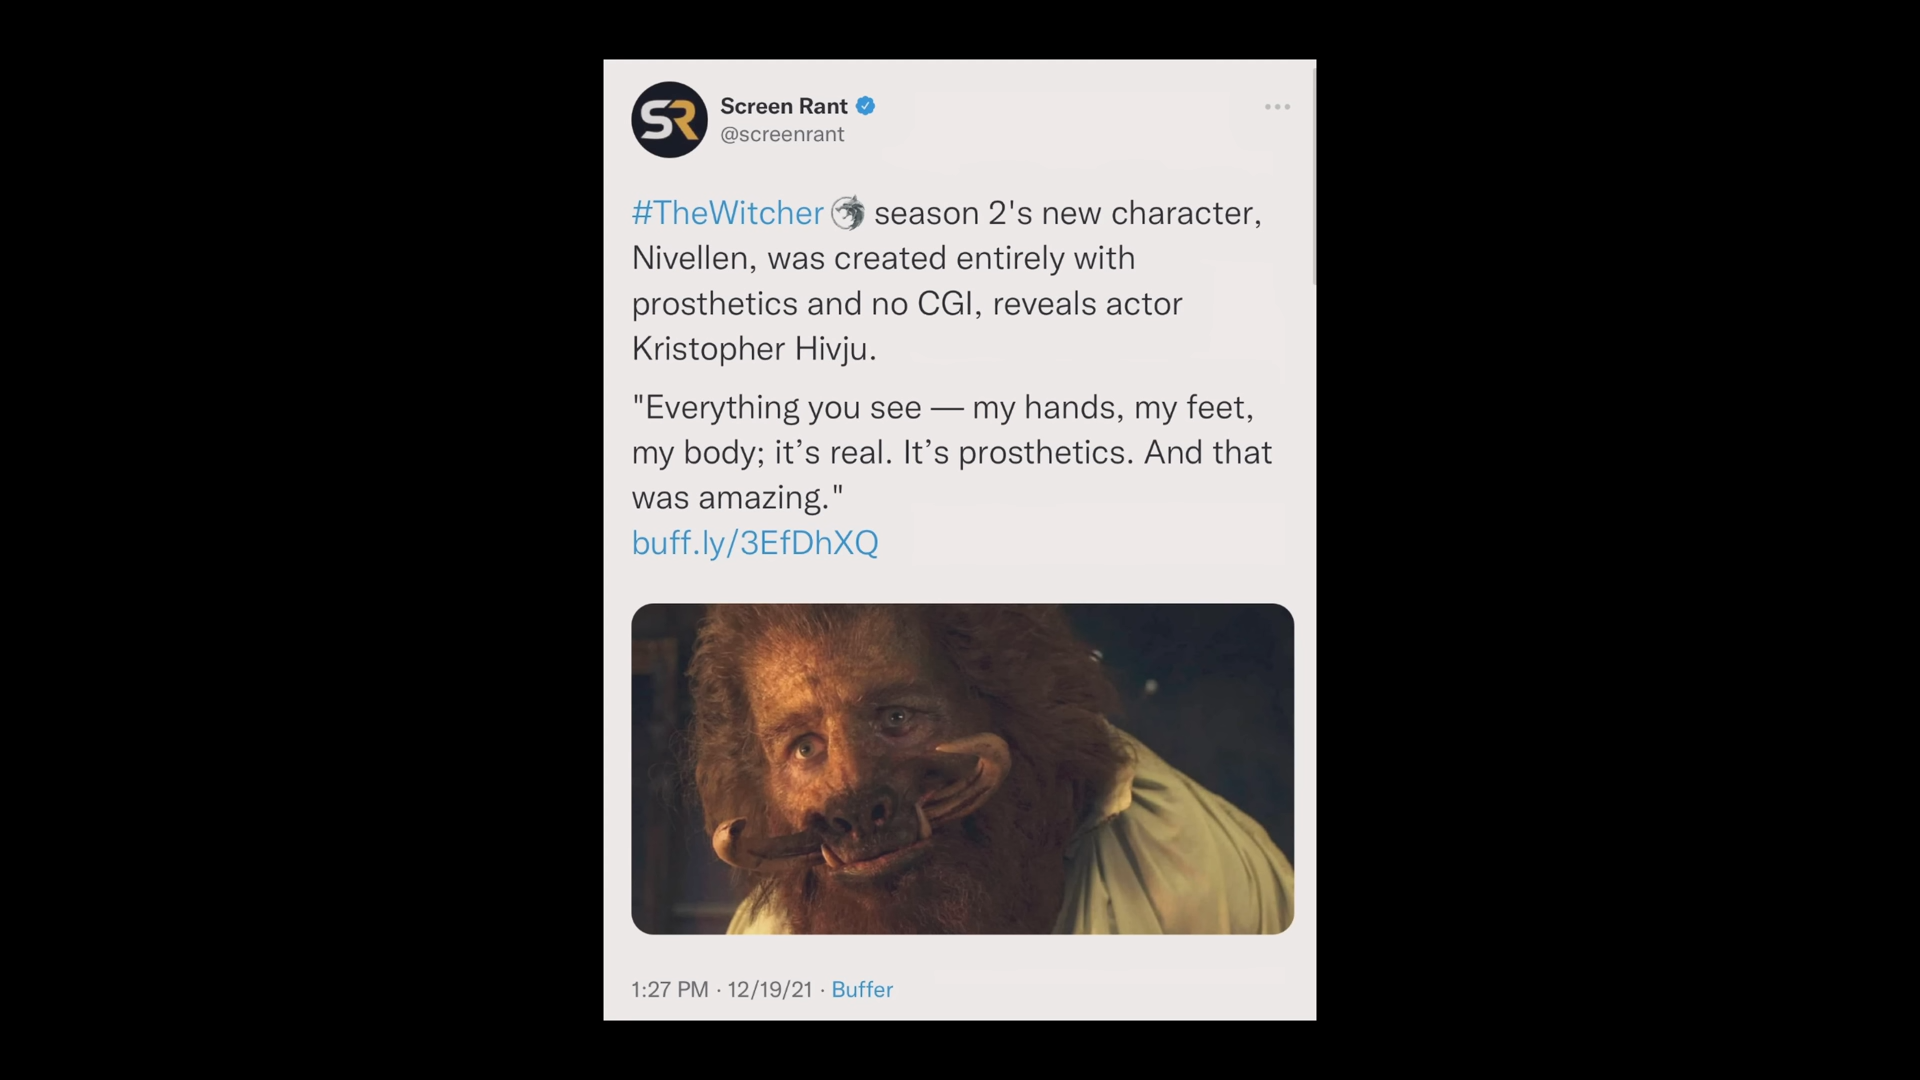 SR
Screen Rant
@screenrant
#TheWitcher season 2's new character,
Nivellen, was created entirely with
prosthetics and no CGI, reveals actor
Kristopher Hivju.
"Everything you see — my hands, my feet,
my body; it’s real. It’s prosthetics. And that
was amazing."
buff.ly/3EfDhXQ
1:27 PM · 12/19/21 · Buffer